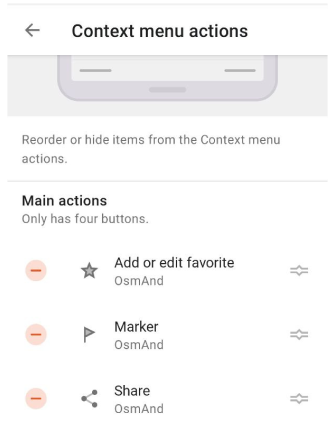 Context menu actions
Reorder or hide items from the Context menu
actions.
Main actions
Only has four buttons.
Add or edit favorite
OsmAnd
Marker
OsmAnd
Share
OsmAnd